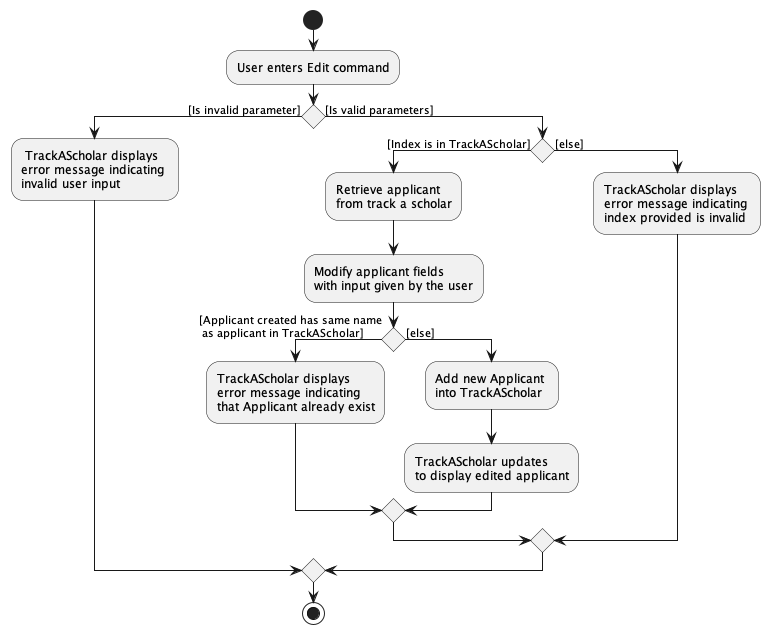 User enters Edit command
[Is invalid parameter]
[Is valid parameters]
TrackAScholar displays
error message indicating
invalid user input
[Index is in TrackAScholar]
[else]
Retrieve applicant
from track a scholar
TrackAScholar displays
error message indicating
index provided is invalid
Modify applicant fields
with input given by the user
[Applicant created has same name
as applicant in TrackAScholar]
[else]
TrackAScholar displays
error message indicating
that Applicant already exist
Add new Applicant
into TrackAScholar
TrackAScholar updates
to display edited applicant